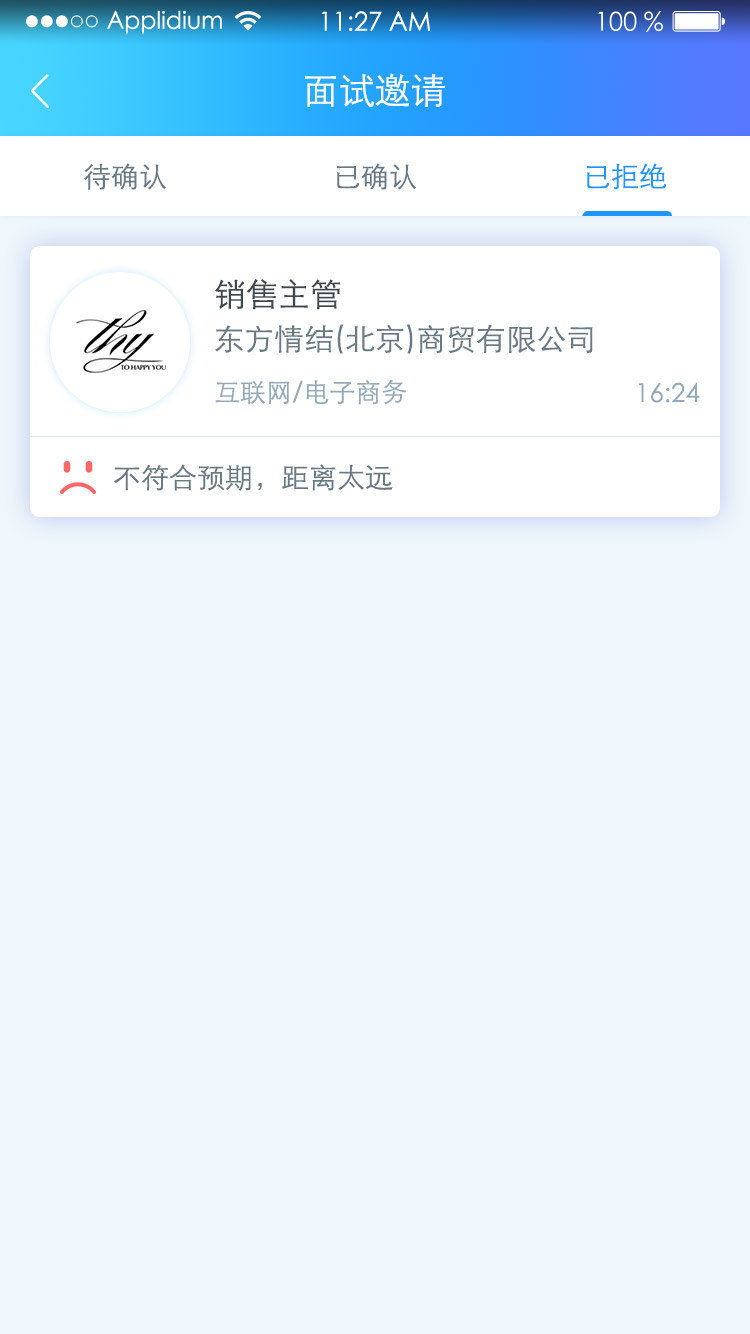 Applidium 11:27 AM 100 %
面试邀请
待确认 已确认 已拒绝
销售主管
thy
TO HAPPY YOU
东方情结(北京)商贸有限公司
互联网/电子商务 16:24
不符合预期，距离太远